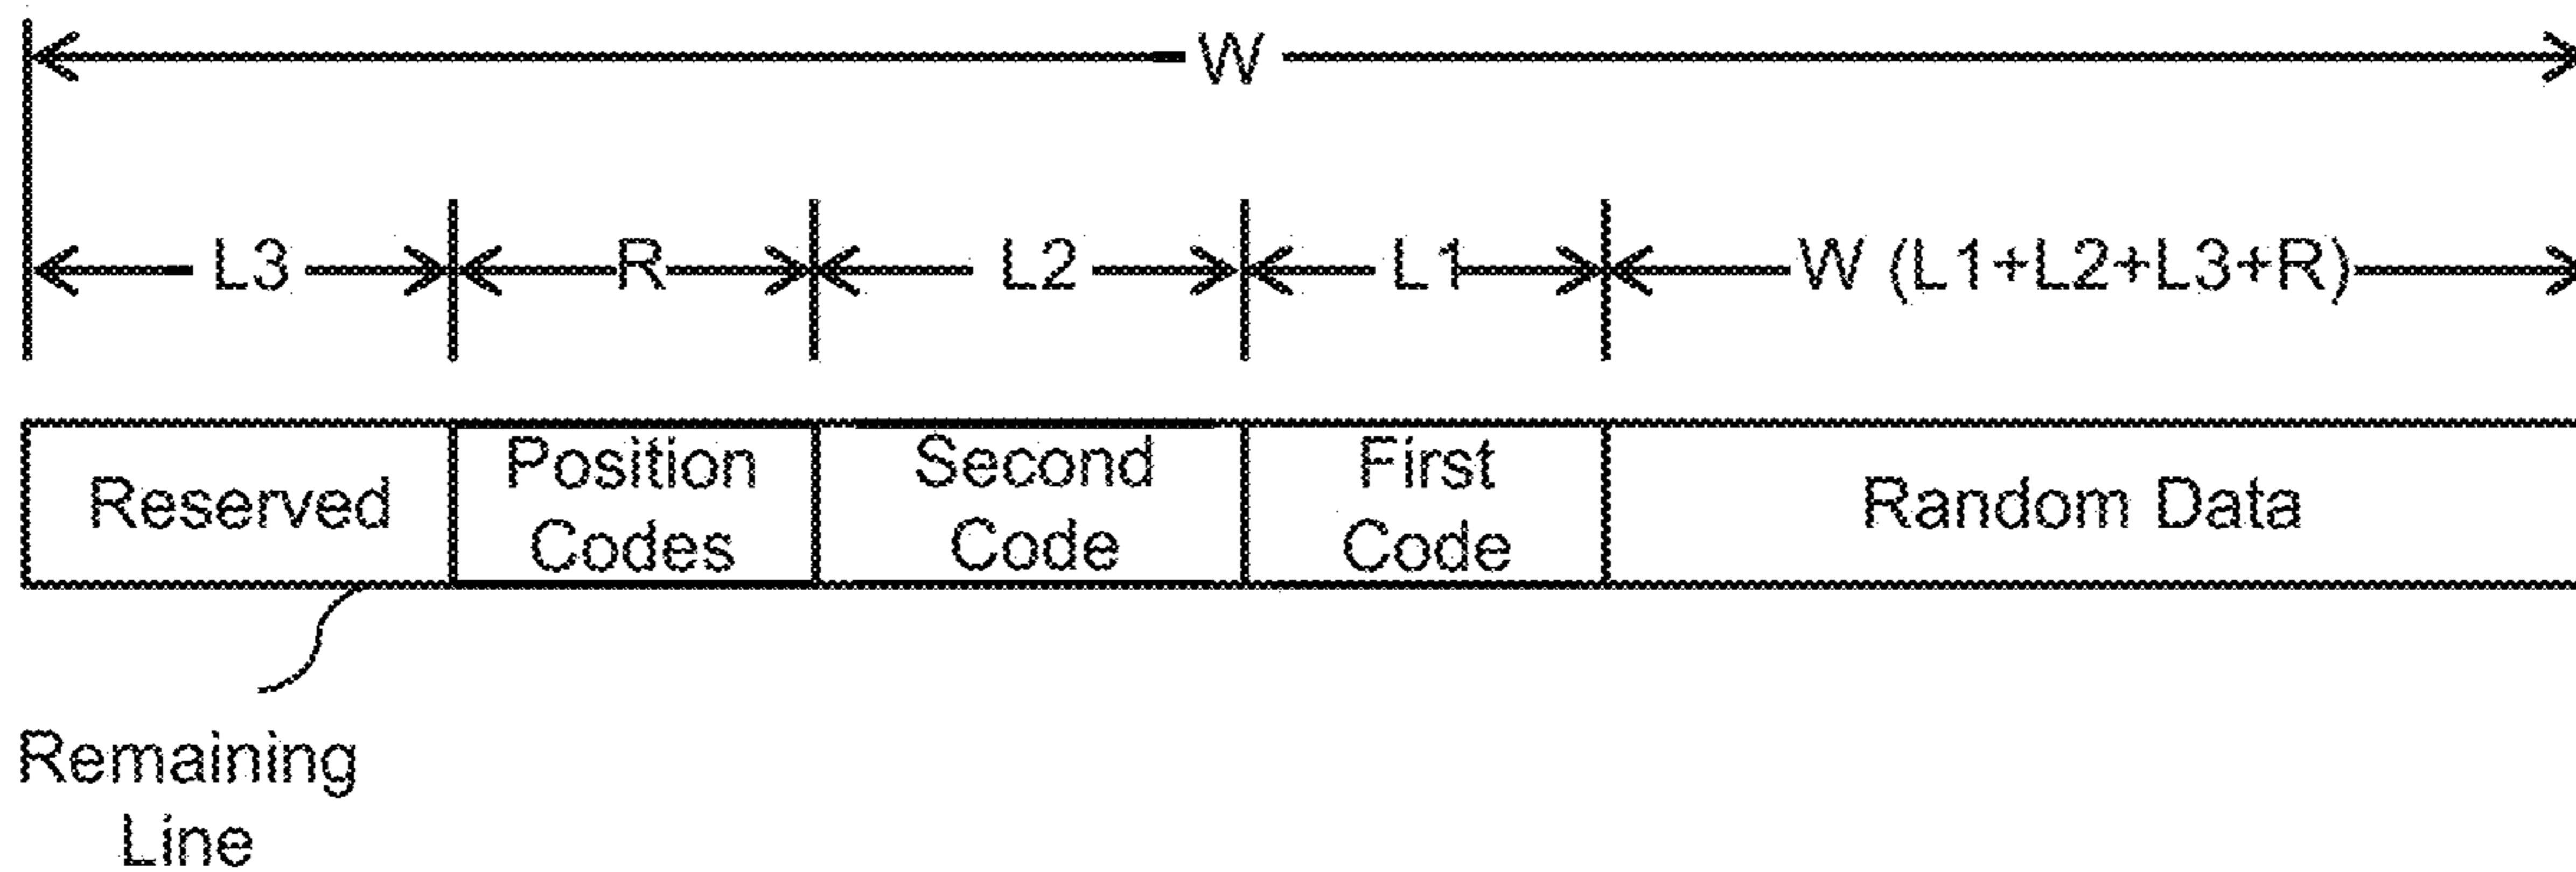 W
L3 R L2 L1 W (L1+L2+L3+R)
Reserved
Position
Codes
Second
Code
First
Code
Random Data
Remaining
Line